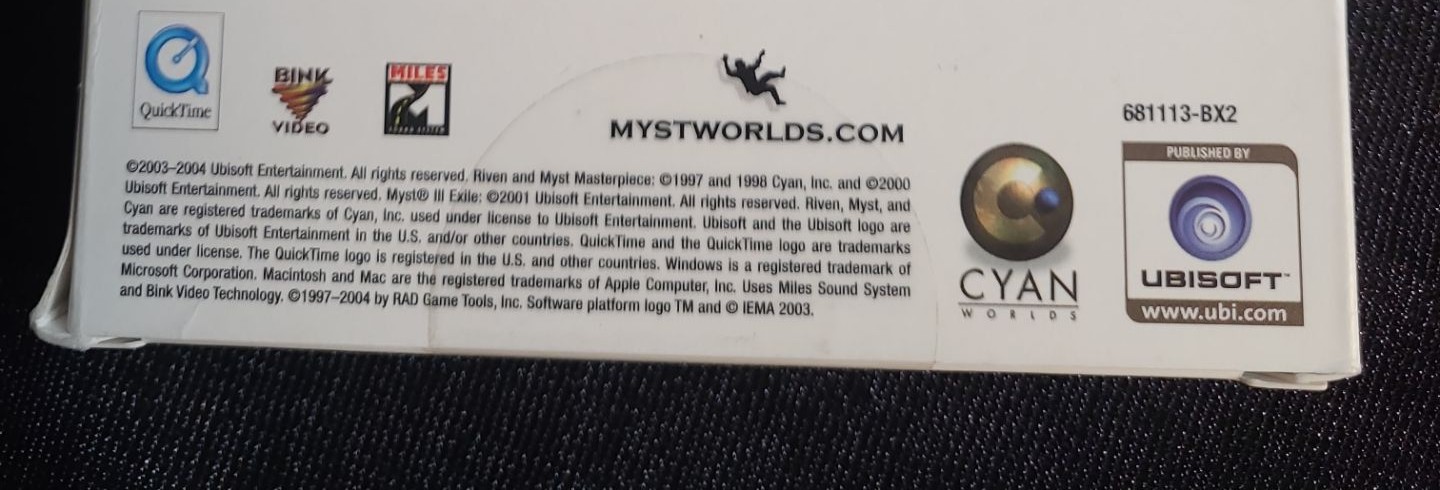 QuickTime
BINK
VIDEO
MILES
MYSTWORLDS.COM
©2003–2004 Ubisoft Entertainment. All rights reserved. Riven and Myst Masterpiece: ©1997 and 1998 Cyan, Inc. and ©2000
Ubisoft Entertainment. All rights reserved. Myst® III Exile: ©2001 Ubisoft Entertainment. All rights reserved. Riven, Myst, and
Cyan are registered trademarks of Cyan, Inc. used under license to Ubisoft Entertainment. Ubisoft and the Ubisoft logo are
trademarks of Ubisoft Entertainment in the U.S. and/or other countries. QuickTime and the QuickTime logo are trademarks
used under license. The QuickTime logo is registered in the U.S. and other countries. Windows is a registered trademark of
Microsoft Corporation. Macintosh and Mac are the registered trademarks of Apple Computer, Inc. Uses Miles Sound System
and Bink Video Technology. ©1997–2004 by RAD Game Tools, Inc. Software platform logo TM and © IEMA 2003.
CYAN
WORLDS
681113-BX2
PUBLISHED BY
UBISOFT™
www.ubi.com